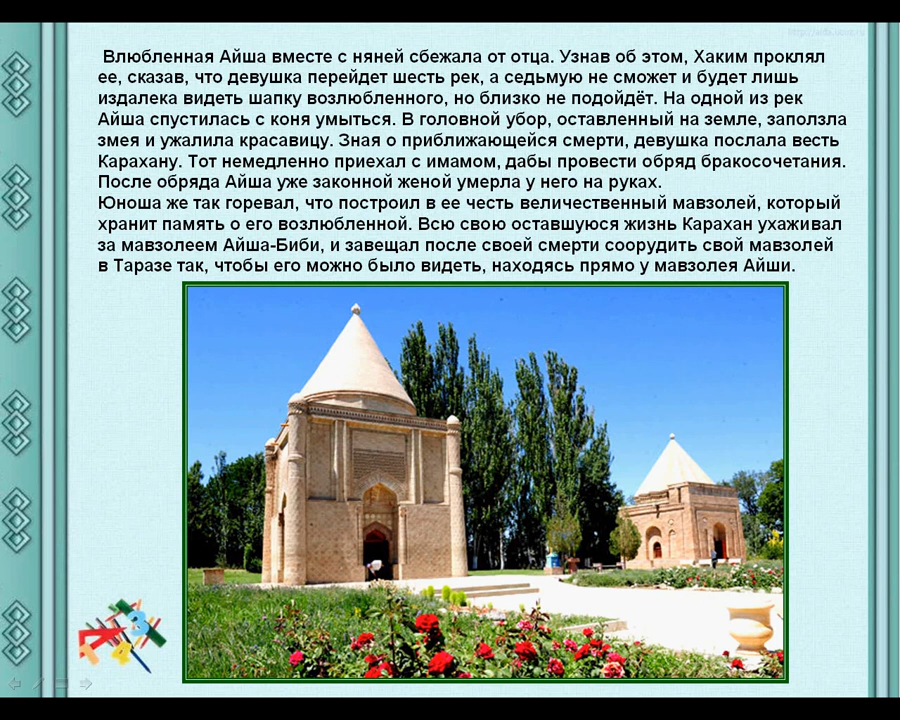 Влюбленная Айша вместе с няней сбежала от отца. Узнав об этом, Хаким проклял
ее, сказав, что девушка перейдет шесть рек, а седьмую не сможет и будет лишь
издалека видеть шапку возлюбленного, но близко не подойдёт. На одной из рек
Айша спустилась с коня умыться. В головной убор, оставленный на земле, заползла
змея и ужалила красавицу. Зная о приближающейся смерти, девушка послала весть
Карахану. Тот немедленно приехал с имамом, дабы провести обряд бракосочетания.
После обряда Айша уже законной женой умерла у него на руках.
Юноша же так горевал, что построил в ее честь величественный мавзолей, который
хранит память о его возлюбленной. Всю свою оставшуюся жизнь Карахан ухаживал
за мавзолеем Айша-Биби, и завещал после своей смерти соорудить свой мавзолей
в Таразе так, чтобы его можно было видеть, находясь прямо у мавзолея Айши.